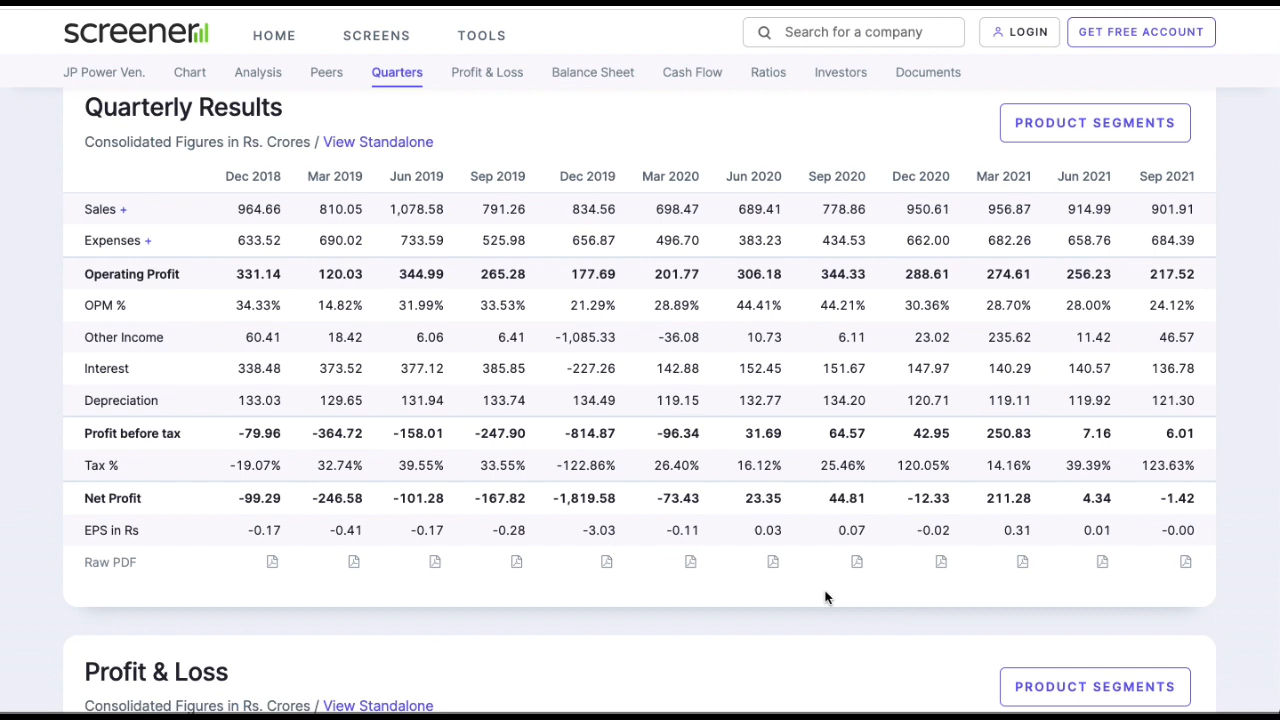 screener
HOME SCREENS TOOLS Search for a company LOGIN GET FREE ACCOUNT
JP Power Ven. Chart Analysis Peers Quarters Profit & Loss Balance Sheet Cash Flow Ratios Investors Documents
Quarterly Results
PRODUCT SEGMENTS
Consolidated Figures in Rs. Crores / View Standalone
Dec 2018 Mar 2019 Jun 2019 Sep 2019 Dec 2019 Mar 2020 Jun 2020 Sep 2020 Dec 2020 Mar 2021 Jun 2021 Sep 2021
Sales + 964.66 810.05 1,078.58 791.26 834.56 698.47 689.41 778.86 950.61 956.87 914.99 901.91
Expenses + 633.52 690.02 733.59 525.98 656.87 496.70 383.23 434.53 662.00 682.26 658.76 684.39
Operating Profit 331.14 120.03 344.99 265.28 177.69 201.77 306.18 344.33 288.61 274.61 256.23 217.52
OPM % 34.33% 14.82% 31.99% 33.53% 21.29% 28.89% 44.41% 44.21% 30.36% 28.70% 28.00% 24.12%
Other Income 60.41 18.42 6.06 6.41 -1,085.33 -36.08 10.73 6.11 23.02 235.62 11.42 46.57
Interest 338.48 373.52 377.12 385.85 -227.26 142.88 152.45 151.67 147.97 140.29 140.57 136.78
Depreciation 133.03 129.65 131.94 133.74 134.49 119.15 132.77 134.20 120.71 119.11 119.92 121.30
Profit before tax -79.96 -364.72 -158.01 -247.90 -814.87 -96.34 31.69 64.57 42.95 250.83 7.16 6.01
Tax % -19.07% 32.74% 39.55% 33.55% -122.86% 26.40% 16.12% 25.46% 120.05% 14.16% 39.39% 123.63%
Net Profit -99.29 -246.58 -101.28 -167.82 -1,819.58 -73.43 23.35 44.81 -12.33 211.28 4.34 -1.42
EPS in Rs -0.17 -0.41 -0.17 -0.28 -3.03 -0.11 0.03 0.07 -0.02 0.31 0.01 -0.00
Raw PDF
Profit & Loss
PRODUCT SEGMENTS
Consolidated Figures in Rs. Crores / View Standalone